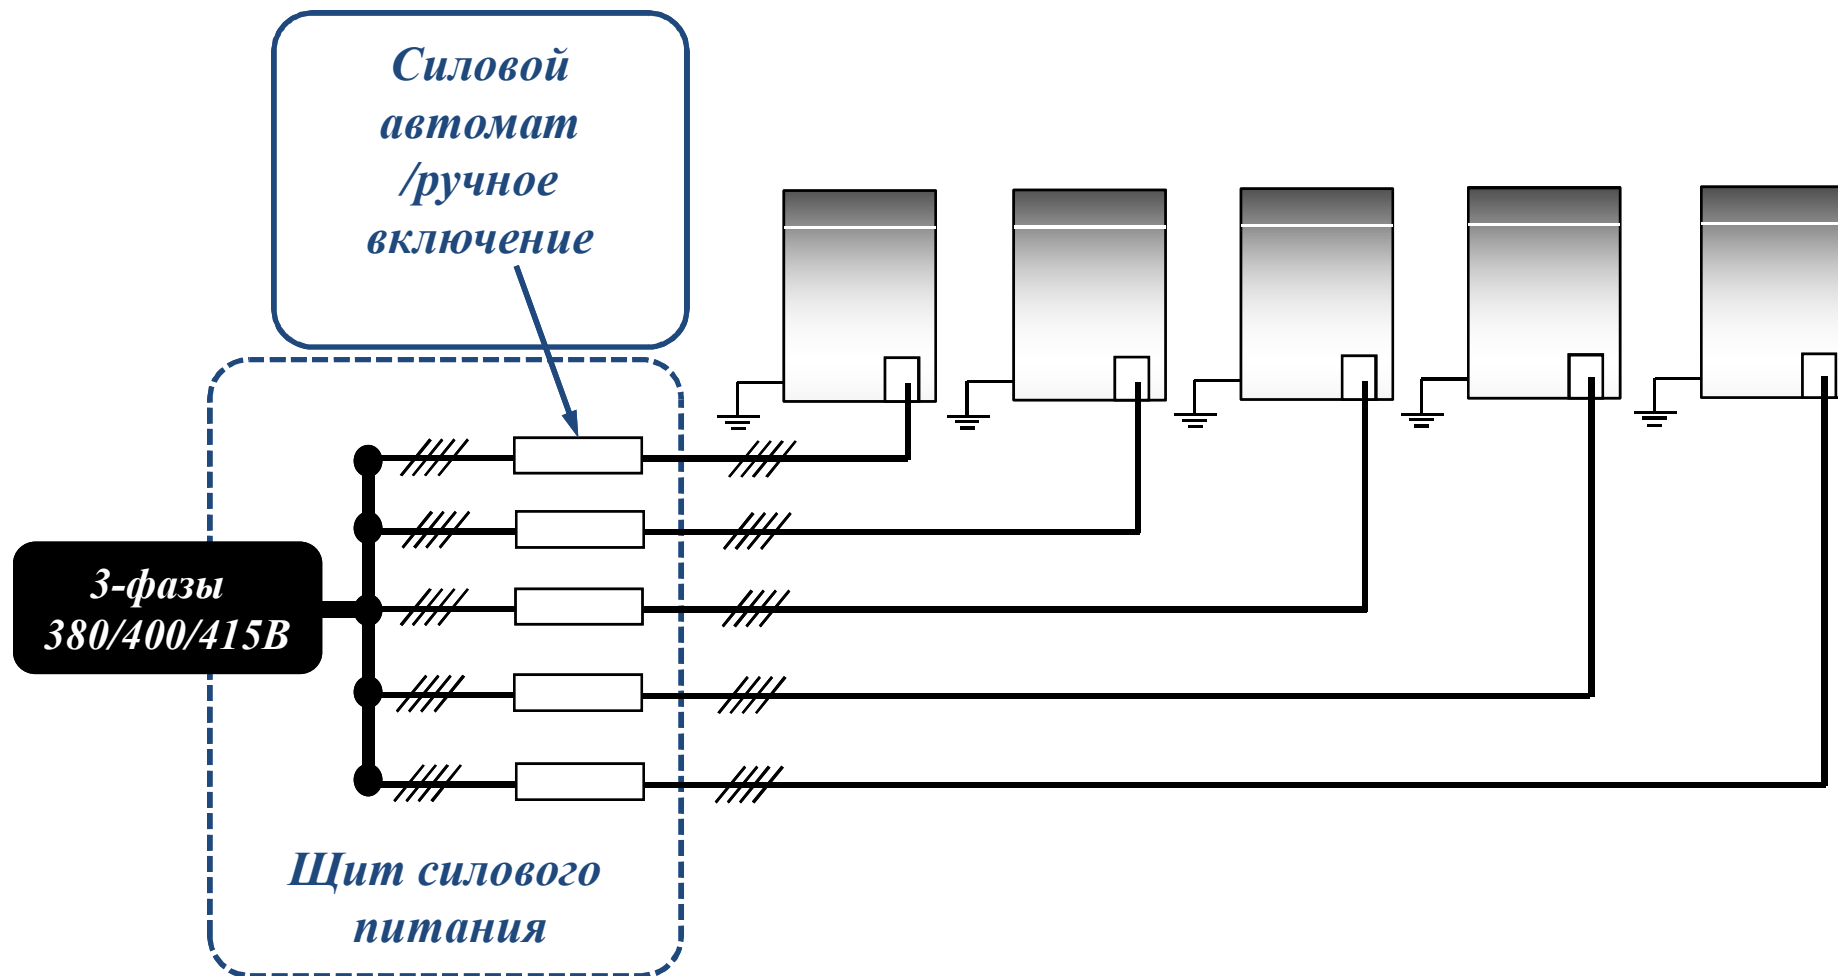 Силовой
автомат
/ручное
включение
3-фазы
380/400/415В
Щит силового
питания